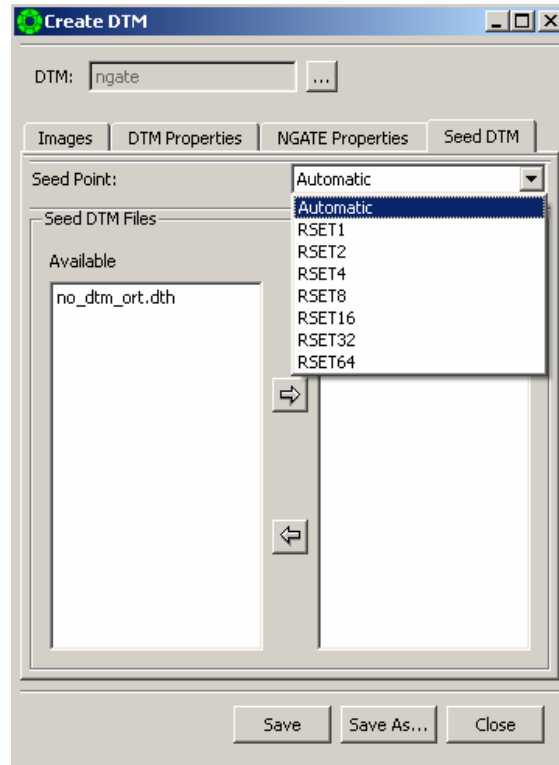 Create DTM
DTM: ngate ...
Images DTM Properties NGATE Properties Seed DTM
Seed Point: Automatic
Automatic
RSET1
RSET2
RSET4
RSET8
RSET16
RSET32
RSET64
Seed DTM Files
Available
no_dtm_ort.dth
Save Save As... Close